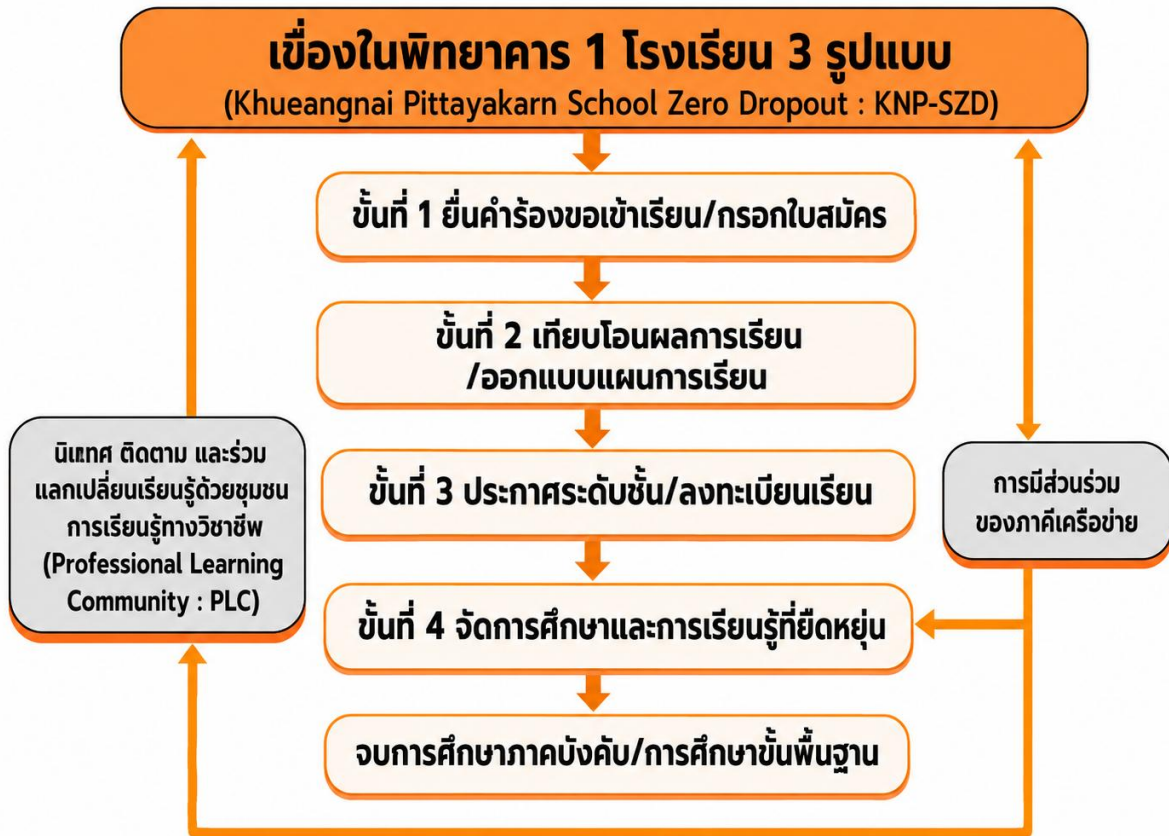 เขื่องในพิทยาคาร 1 โรงเรียน 3 รูปแบบ
(Khueangnai Pittayakarn School Zero Dropout : KNP-SZD)
ขั้นที่ 1 ยื่นคำร้องขอเข้าเรียน/กรอกใบสมัคร
ขั้นที่ 2 เทียบโอนผลการเรียน
/ออกแบบแผนการเรียน
ขั้นที่ 3 ประกาศระดับชั้น/ลงทะเบียนเรียน
ขั้นที่ 4 จัดการศึกษาและการเรียนรู้ที่ยืดหยุ่น
จบการศึกษาภาคบังคับ/การศึกษาขั้นพื้นฐาน
ติดตาม และร่วม
แลกเปลี่ยนเรียนรู้ด้วยชุมชน
การเรียนรู้ทางวิชาชีพ
(Professional Learning
Community : PLC)
การมีส่วนร่วม
ของภาคีเครือข่าย